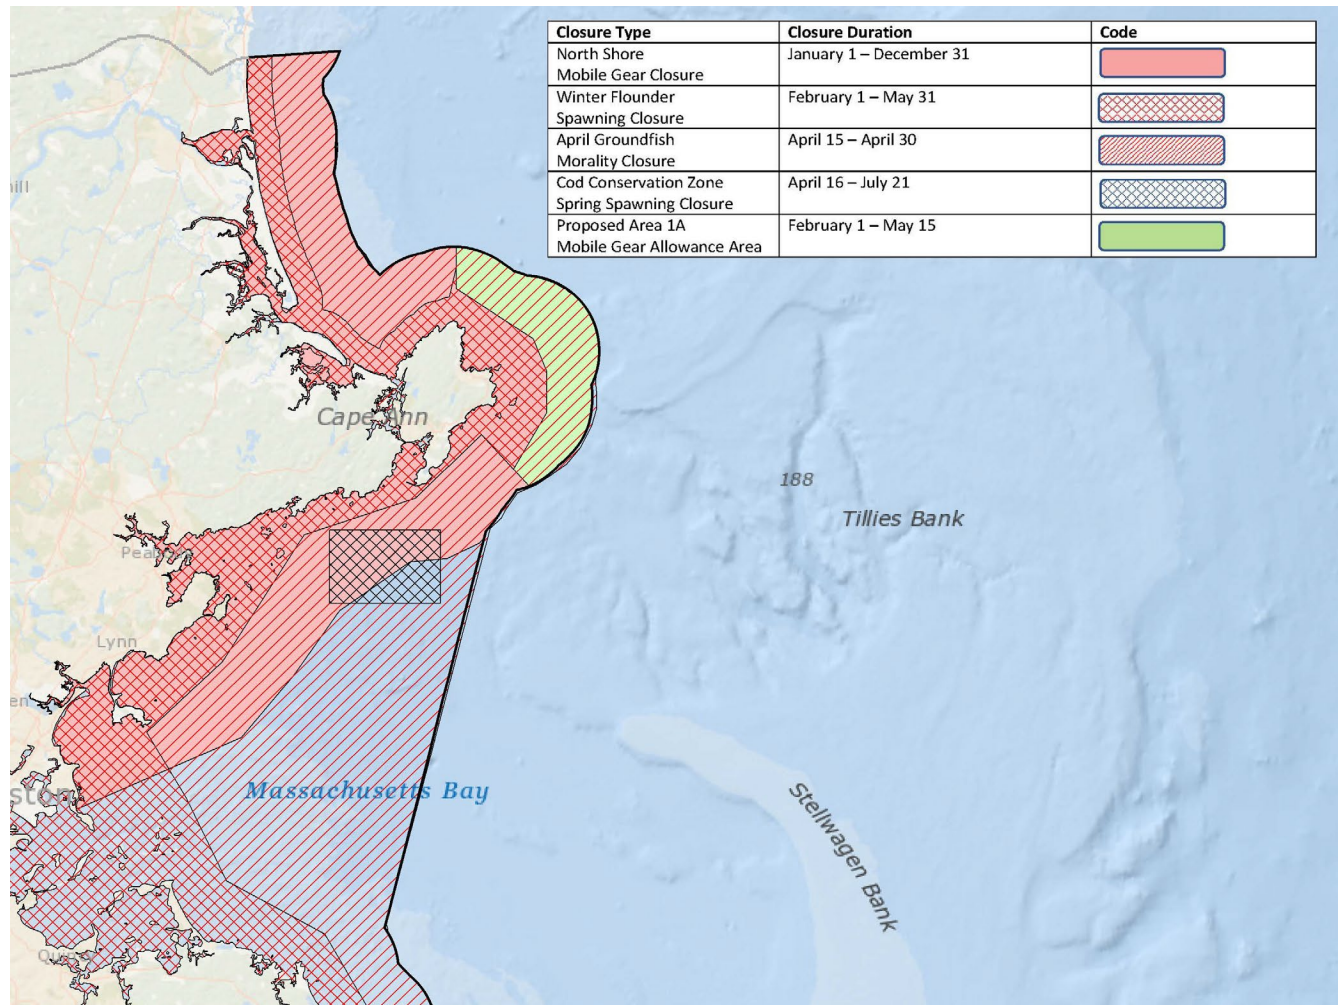 Closure Type Closure Duration Code
North Shore January 1 – December 31
Mobile Gear Closure
Winter Flounder February 1 – May 31
Spawning Closure
April Groundfish April 15 – April 30
Morality Closure
Cod Conservation Zone April 16 – July 21
Spring Spawning Closure
Proposed Area 1A February 1 – May 15
Mobile Gear Allowance Area
ill
Cape Ann
188
Tillies Bank
Lynn
en
Massachusetts Bay
ston
Stellwagen Bank